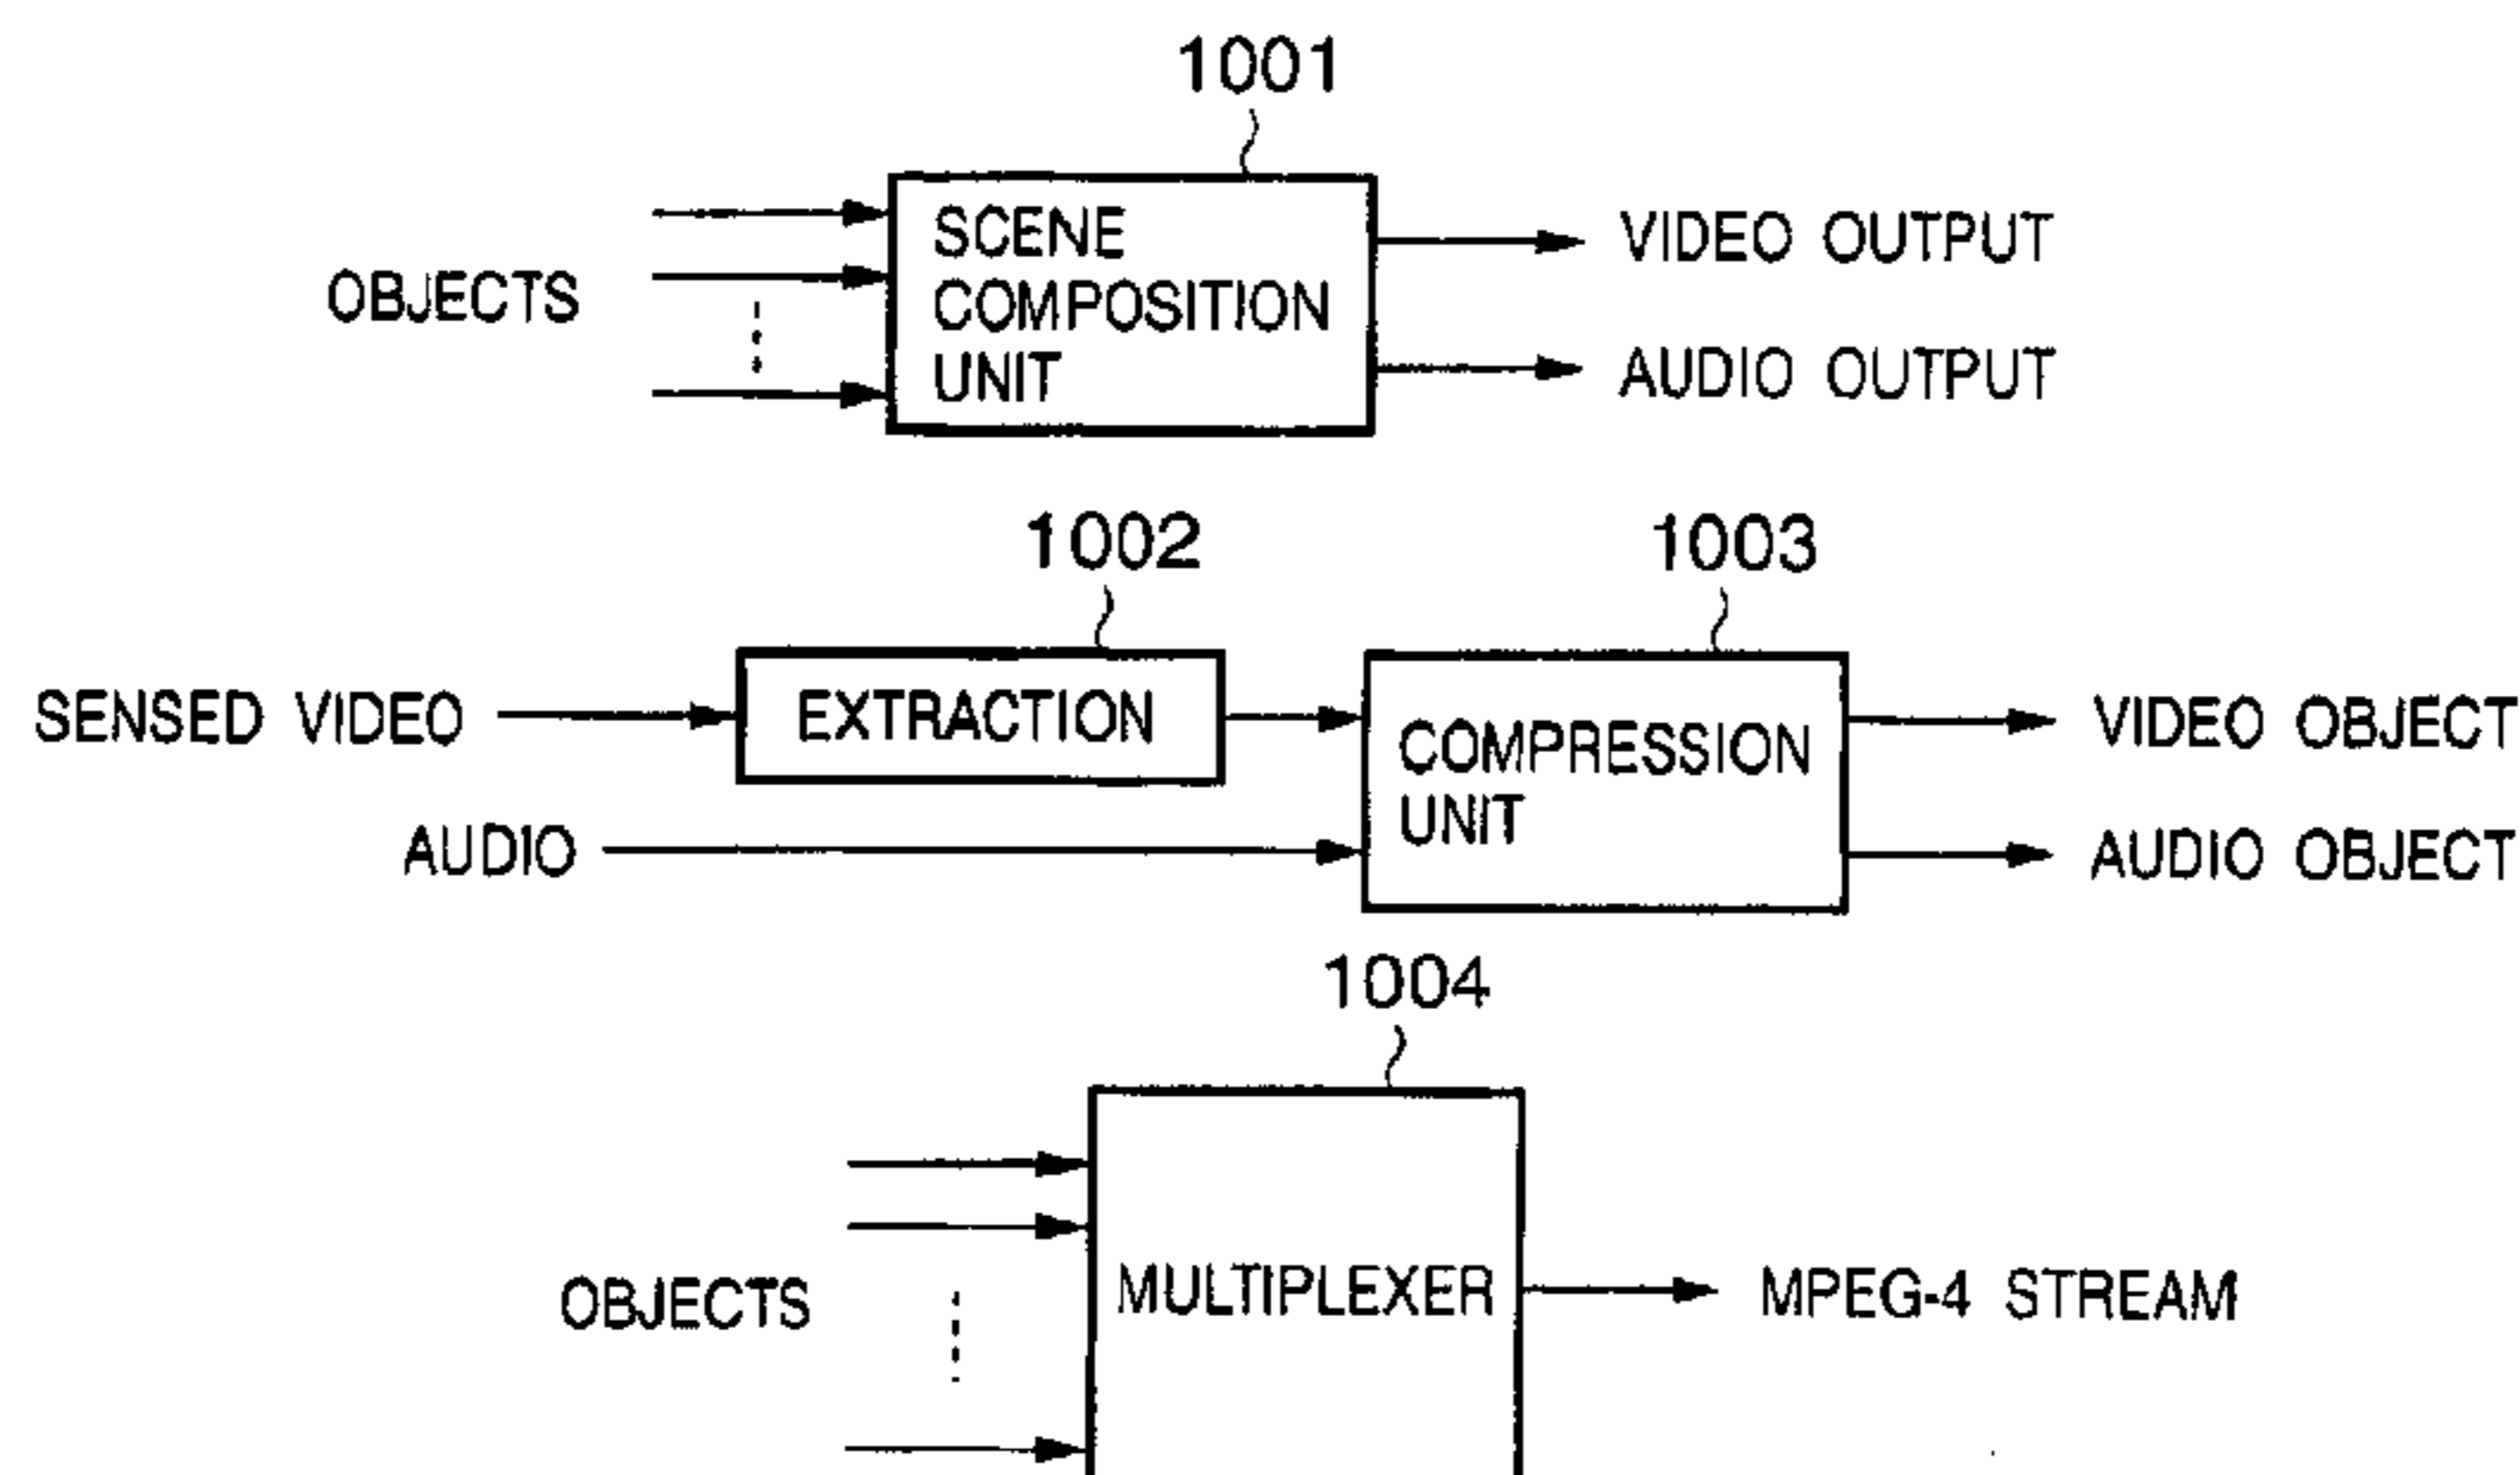 1001
SCENE
COMPOSITION
UNIT
OBJECTS
VIDEO OUTPUT
AUDIO OUTPUT
1002
1003
SENSED VIDEO
EXTRACTION
AUDIO
COMPRESSION
UNIT
VIDEO OBJECT
AUDIO OBJECT
1004
OBJECTS
MULTIPLEXER
MPEG-4 STREAM